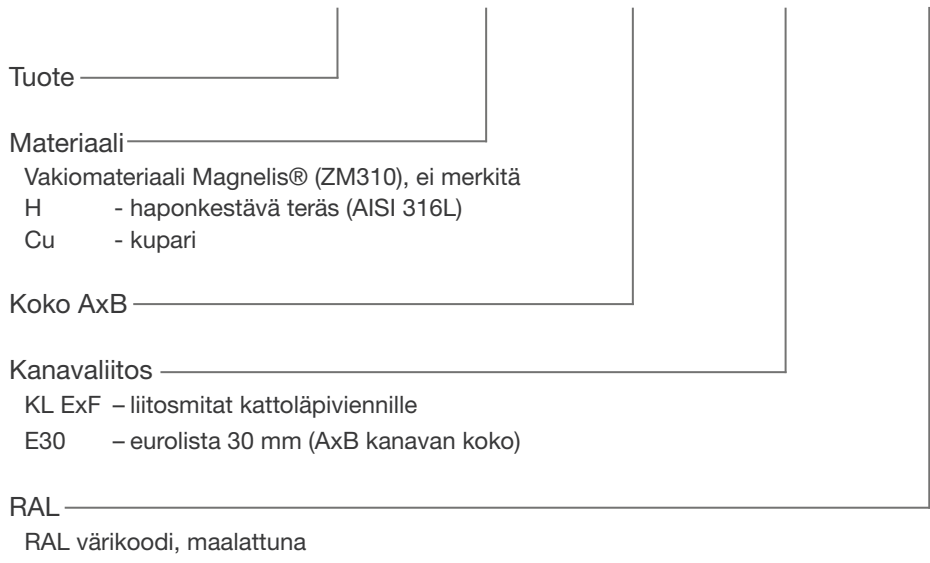 Tuote
Materiaali
Vakiomateriaali Magnelis® (ZM310), ei merkitä
H - haponkestävä teräs (AISI 316L)
Cu - kupari
Koko AxB
Kanavaliitos
KL ExF – liitosmitat kattoläpiviennille
E30 – eurolista 30 mm (AxB kanavan koko)
RAL
RAL värikoodi, maalattuna